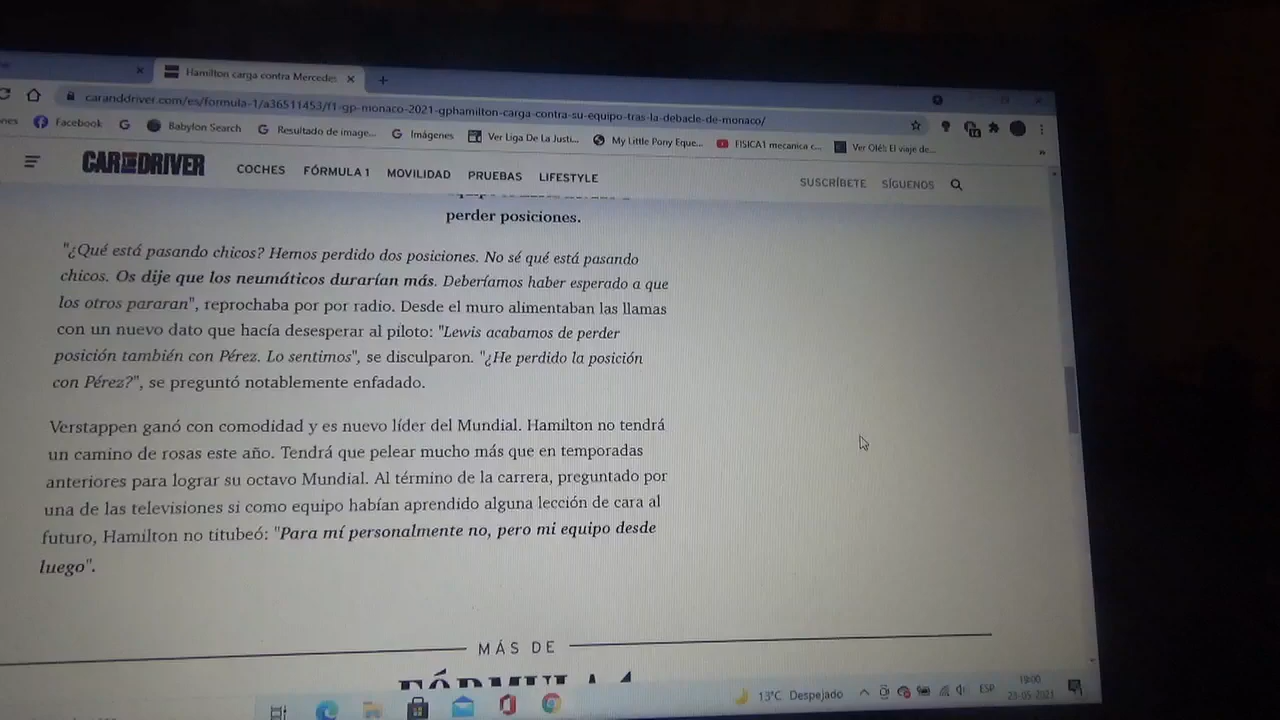 Hamilton carga contra Mercedes
caranddriver.com/es/formula-1/a36511453/f1-gp-monaco-2021-gphamilton-carga-contra-su-equipo-tras-la-debacle-de-monaco/
Facebook
Babylon Search
Resultado de image...
Imágenes
Ver Liga De La Justi...
My Little Pony Eque...
FISICA1 mecanica c...
Ver Olé!: El viaje de...
CAR AND DRIVER
COCHES FÓRMULA 1 MOVILIDAD PRUEBAS LIFESTYLE
SUSCRÍBETE SÍGUENOS
perder posiciones.
"¿Qué está pasando chicos? Hemos perdido dos posiciones. No sé qué está pasando
chicos. Os dije que los neumáticos durarían más. Deberíamos haber esperado a que
los otros pararan", reprochaba por por radio. Desde el muro alimentaban las llamas
con un nuevo dato que hacía desesperar al piloto: "Lewis acabamos de perder
posición también con Pérez. Lo sentimos", se disculparon. "¿He perdido la posición
con Pérez?", se preguntó notablemente enfadado.
Verstappen ganó con comodidad y es nuevo líder del Mundial. Hamilton no tendrá
un camino de rosas este año. Tendrá que pelear mucho más que en temporadas
anteriores para lograr su octavo Mundial. Al término de la carrera, preguntado por
una de las televisiones si como equipo habían aprendido alguna lección de cara al
futuro, Hamilton no titubeó: "Para mí personalmente no, pero mi equipo desde
luego".
MÁS DE
FÓRMULA 1
13°C Despejado
ESP
19:00
28-05-2021